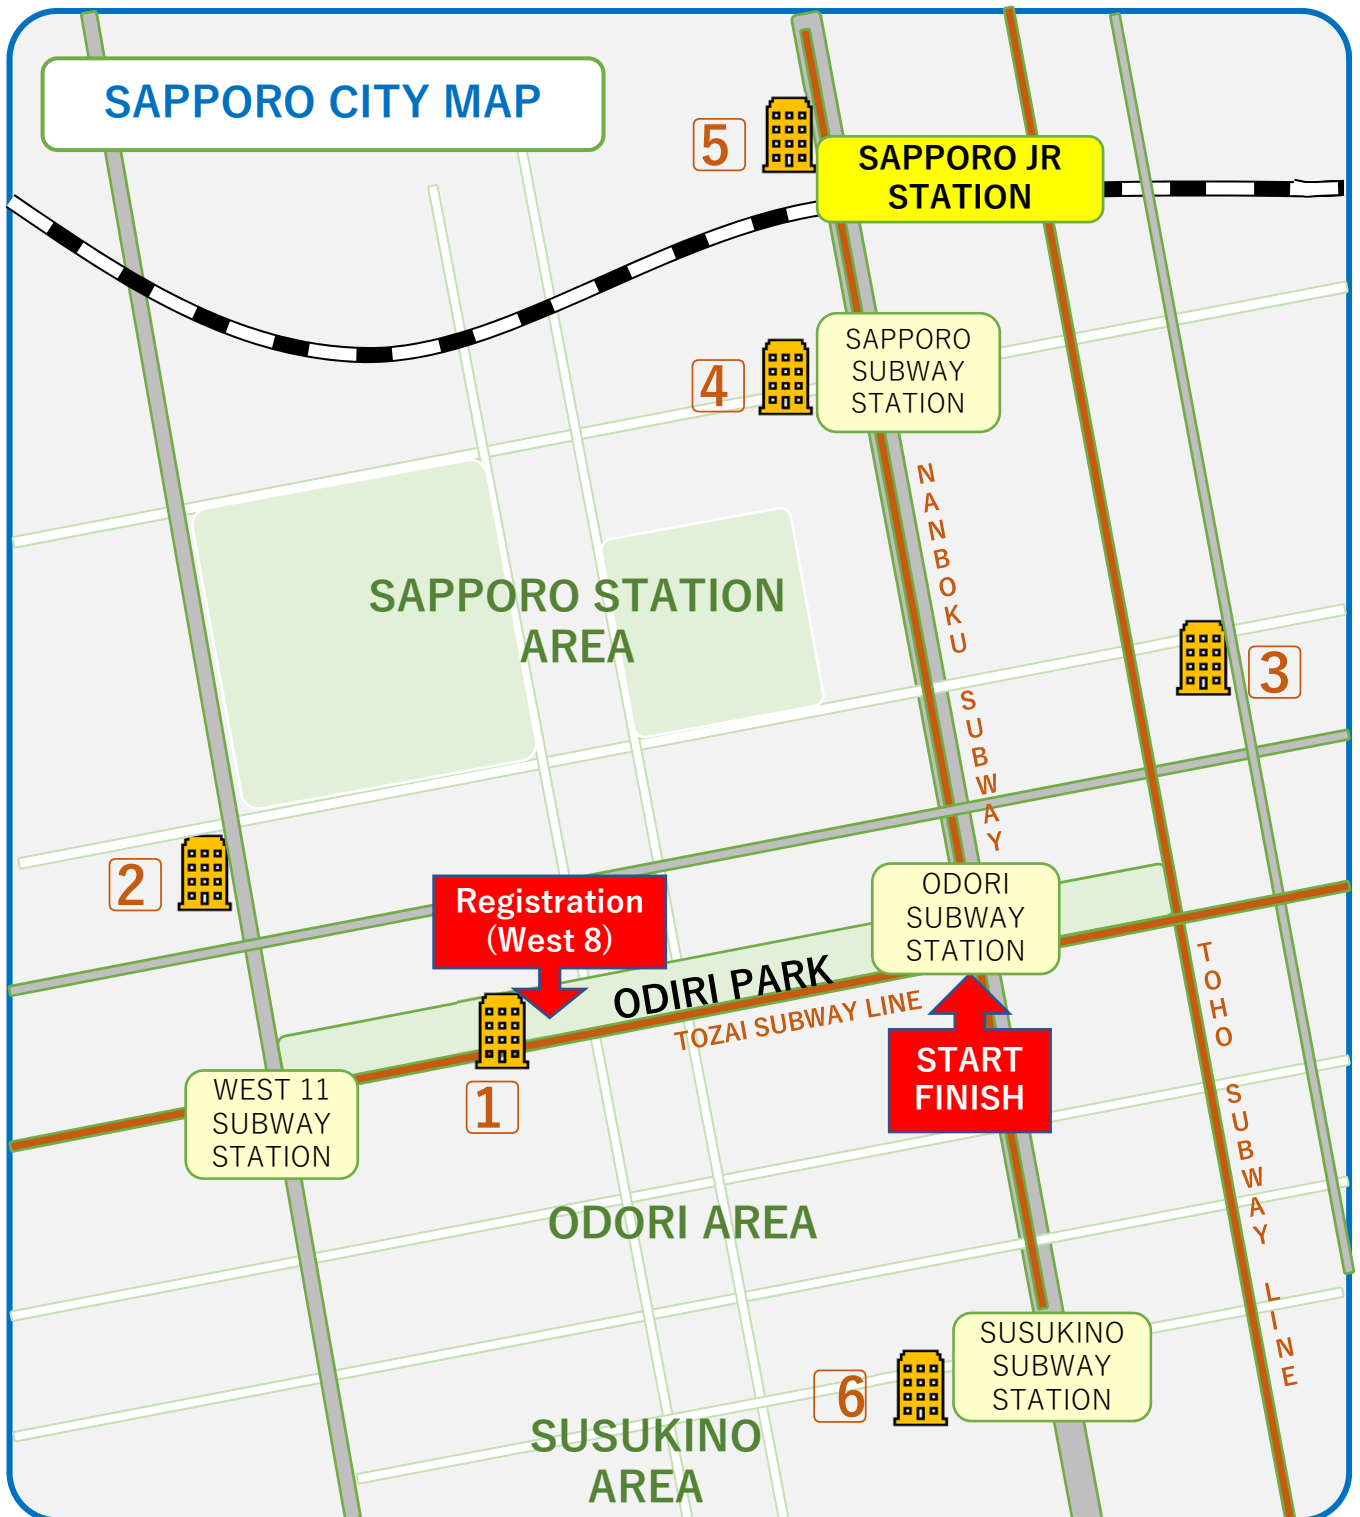 SAPPORO CITY MAP
5
SAPPORO JR
STATION
4
SAPPORO
SUBWAY
STATION
NANBOKU SUBWAY
SAPPORO STATION
AREA
3
2
Registration
(West 8)
ODORI
SUBWAY
STATION
ODIRI PARK
TOZAI SUBWAY LINE
TOHO SUBWAY LINE
START
FINISH
WEST 11
SUBWAY
STATION
1
ODORI AREA
SUSUKINO
SUBWAY
STATION
6
SUSUKINO
AREA